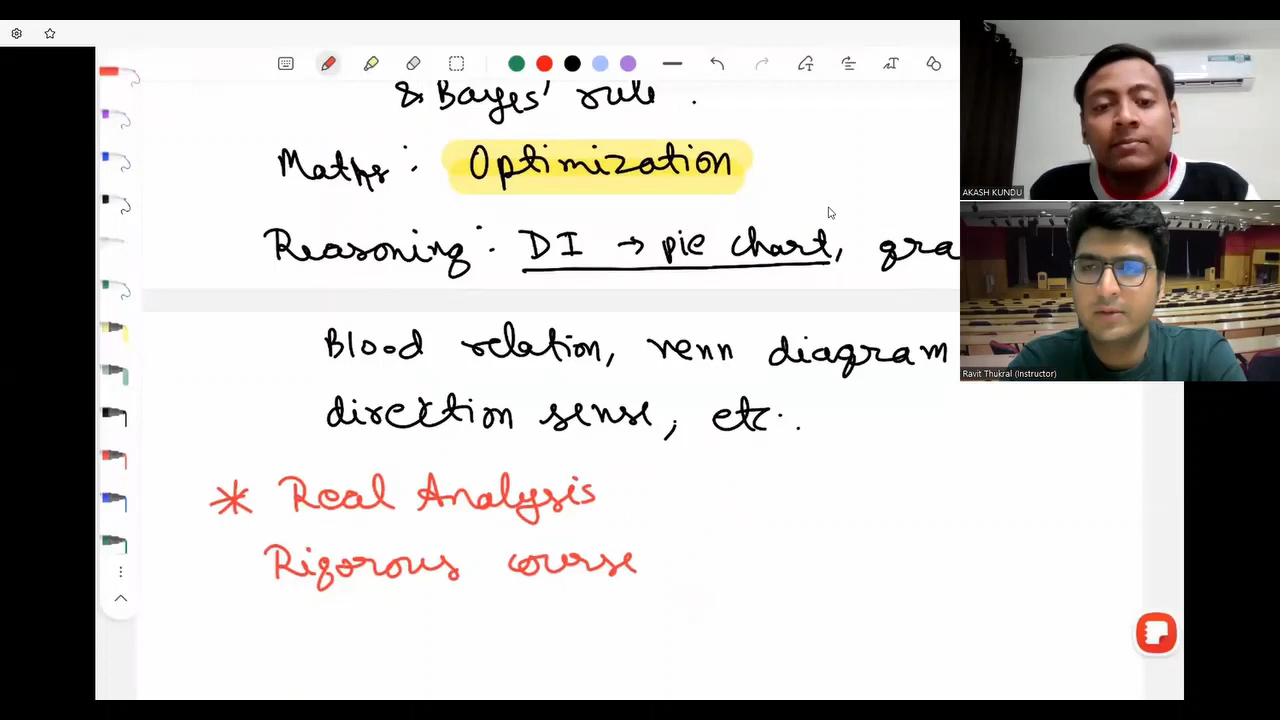 & Bayes' rule.
AKASH KUNDU
Maths: Optimization
Reasoning: DI → pie chart,
Ravit Thukral (Instructor)
Blood relation, venn diagram
direction sense, etc.
* Real Analysis
Rigorous course